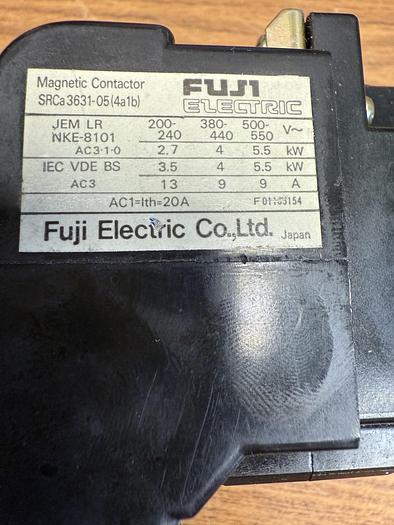 Magnetic Contactor FUJI
SRCa 3631-05 (4a1b) ELECTRIC
JEM LR 200- 380- 500- V~
NKE-8101 240 440 550
AC3·1·0 2.7 4 5.5 kW
IEC VDE BS 3.5 4 5.5 kW
AC3 13 9 9 A
AC1=Ith=20A
Fuji Electric Co.,Ltd. Japan